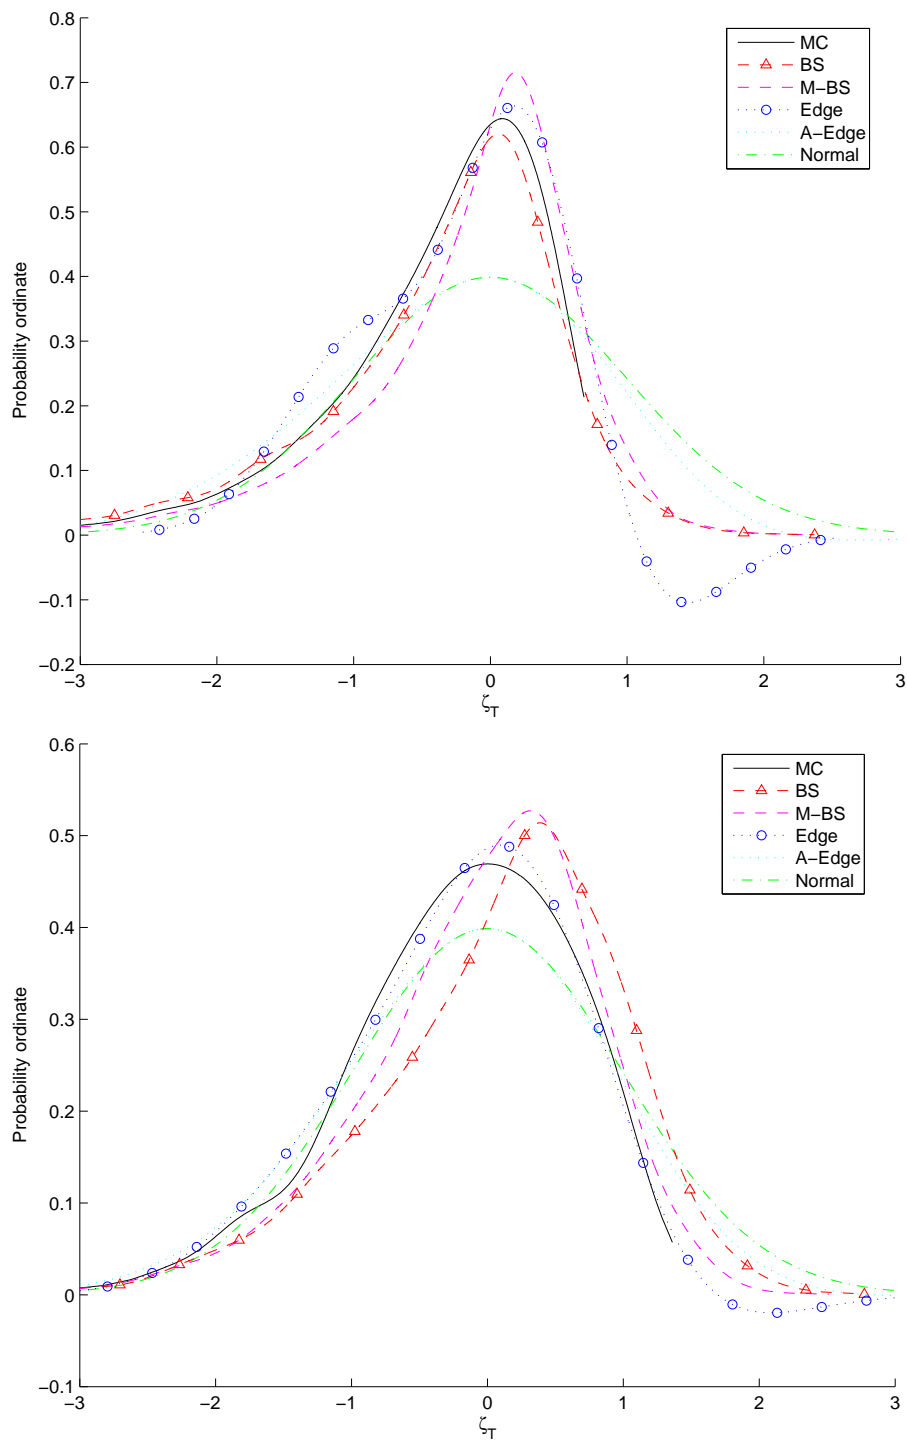 0.8
0.7
0.6
0.5
0.4
0.3
0.2
0.1
0
−0.1
−0.2
Probability ordinate
−3 −2 −1 0 1 2 3
ζ_T
MC
BS
M−BS
Edge
A−Edge
Normal
0.6
0.5
0.4
0.3
0.2
0.1
0
−0.1
Probability ordinate
−3 −2 −1 0 1 2 3
ζ_T
MC
BS
M−BS
Edge
A−Edge
Normal